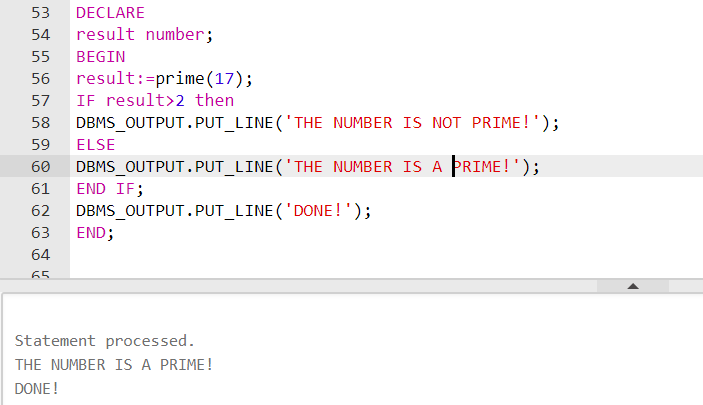 53 DECLARE
54 result number;
55 BEGIN
56 result:=prime(17);
57 IF result>2 then
58 DBMS_OUTPUT.PUT_LINE('THE NUMBER IS NOT PRIME!');
59 ELSE
60 DBMS_OUTPUT.PUT_LINE('THE NUMBER IS A PRIME!');
61 END IF;
62 DBMS_OUTPUT.PUT_LINE('DONE!');
63 END;
64
65
Statement processed.
THE NUMBER IS A PRIME!
DONE!